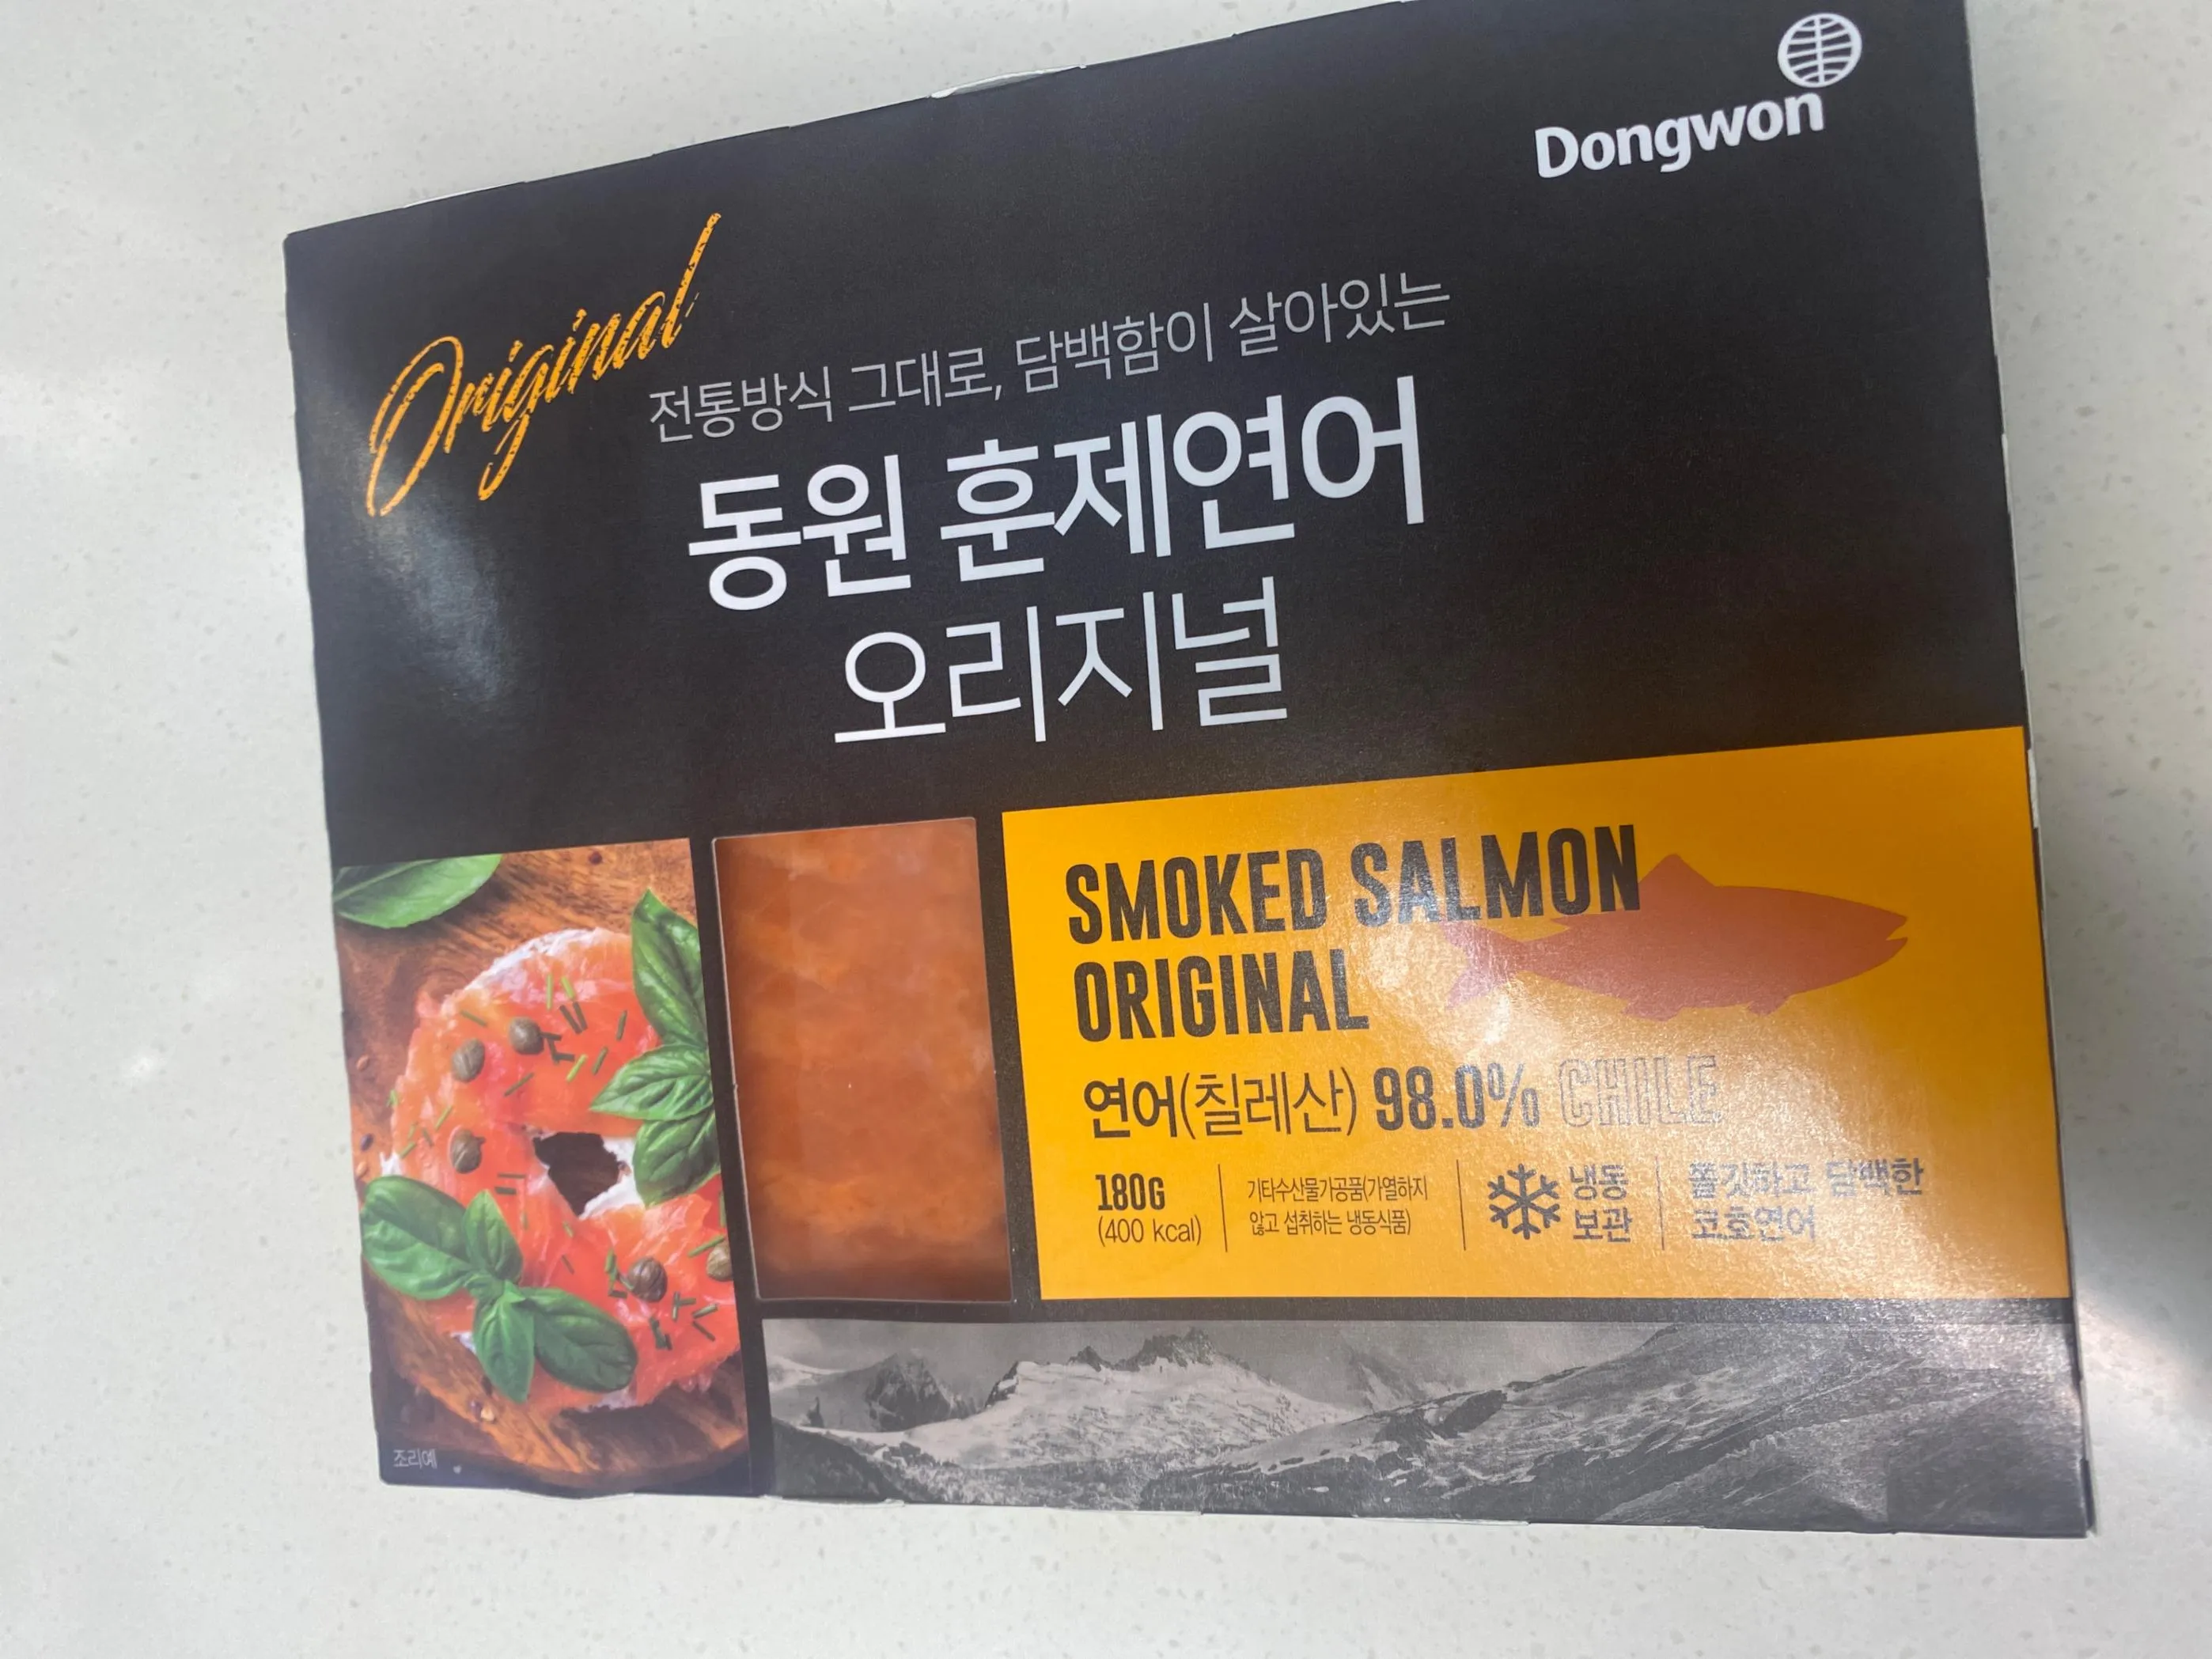 Dongwon
Original
전통방식 그대로, 담백함이 살아있는
동원 훈제연어
오리지널
SMOKED SALMON
ORIGINAL
연어(칠레산) 98.0% CHILE
180G
(400 kcal)
기타수산물가공품(가열하지
않고 섭취하는 냉동식품)
냉동
보관
쫄깃하고 담백한
코호연어
조리예